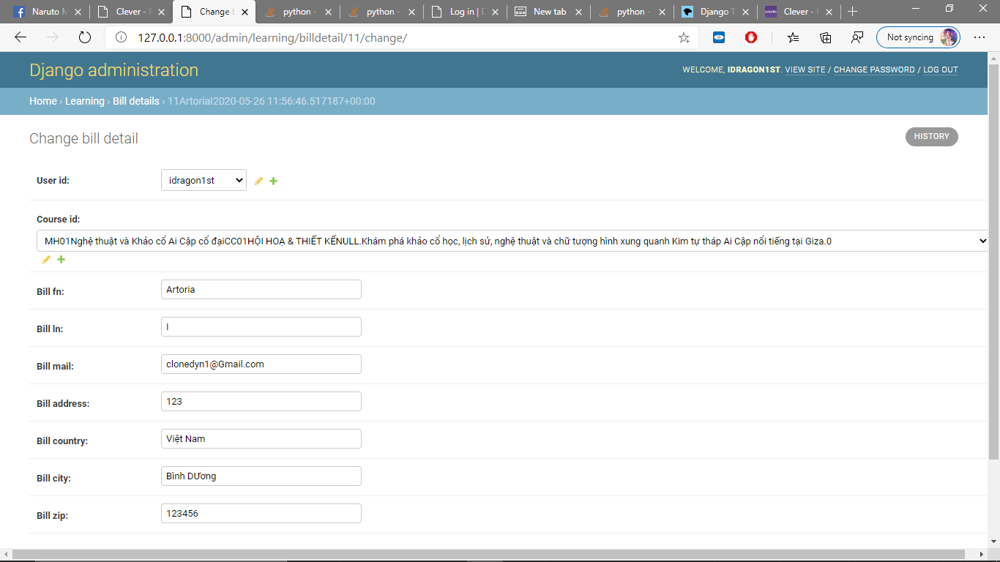 Naruto M
Clever - E
Change b
python -
python -
Log in | D
New tab
python -
Django T
colorlib
Clever - F
127.0.0.1:8000/admin/learning/billdetail/11/change/
Not syncing
Django administration
WELCOME, IDRAGON1ST. VIEW SITE / CHANGE PASSWORD / LOG OUT
Home › Learning › Bill details › 11ArtoriaI2020-05-26 11:56:46.517187+00:00
Change bill detail
HISTORY
User id:
idragon1st
Course id:
MH01Nghệ thuật và Khảo cổ Ai Cập cổ đạiCC01HỘI HOẠ & THIẾT KẾNULL.Khám phá khảo cổ học, lịch sử, nghệ thuật và chữ tượng hình xung quanh Kim tự tháp Ai Cập nổi tiếng tại Giza.0
Bill fn:
Artoria
Bill ln:
I
Bill mail:
clonedyn1@Gmail.com
Bill address:
123
Bill country:
Việt Nam
Bill city:
Bình DƯơng
Bill zip:
123456